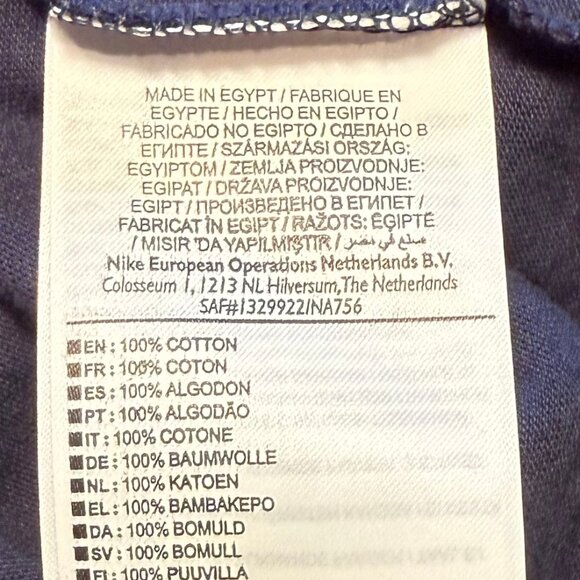 MADE IN EGYPT / FABRIQUE EN
EGYPTE / HECHO EN EGIPTO /
FABRICADO NO EGIPTO / СДЕЛАНО В
ЕГИПТЕ / SZÁRMAZÁSI ORSZÁG:
EGYIPTOM / ZEMLJA PROIZVODNJE:
EGIPAT / DRŽAVA PROIZVODNJE:
EGIPT / ПРОИЗВЕДЕНО В ЕГИПЕТ /
FABRICAT ÎN EGIPT / RAŽOTS: ĒĢIPTĒ
/ MISIR 'DA YAPILMIŞTIR / صنع في مصر
Nike European Operations Netherlands B.V.
Colosseum 1, 1213 NL Hilversum, The Netherlands
SAF#1329922/NA756
EN: 100% COTTON
FR: 100% COTON
ES: 100% ALGODON
PT: 100% ALGODÃO
IT: 100% COTONE
DE: 100% BAUMWOLLE
NL: 100% KATOEN
EL: 100% ΒΑΜΒΑΚΕΡΟ
DA: 100% BOMULD
SV: 100% BOMULL
FI: 100% PUUVILLA